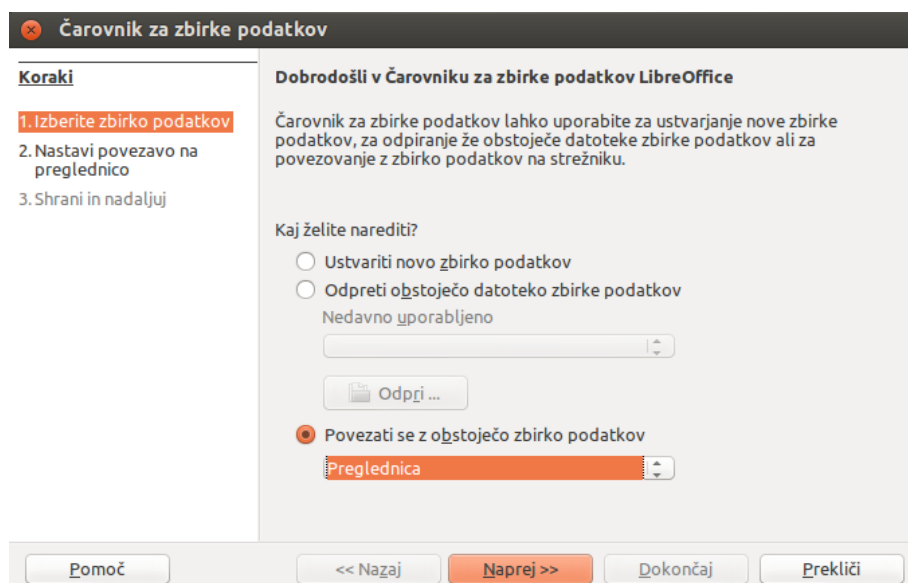 Čarovnik za zbirke podatkov
Koraki
1. Izberite zbirko podatkov
2. Nastavi povezavo na
preglednico
3. Shrani in nadaljuj
Dobrodošli v Čarovniku za zbirke podatkov LibreOffice
Čarovnik za zbirke podatkov lahko uporabite za ustvarjanje nove zbirke
podatkov, za odpiranje že obstoječe datoteke zbirke podatkov ali za
povezovanje z zbirko podatkov na strežniku.
Kaj želite narediti?
Ustvariti novo zbirko podatkov
Odpreti obstoječo datoteko zbirke podatkov
Nedavno uporabljeno
Odpri ...
Povezati se z obstoječo zbirko podatkov
Preglednica
Pomoč
<< Nazaj
Naprej >>
Dokončaj
Prekliči